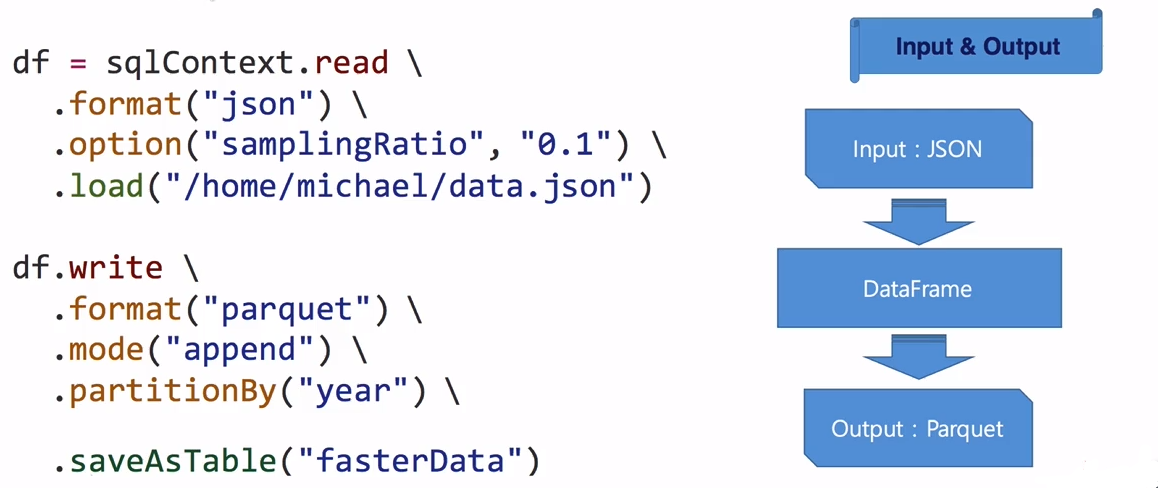 df = sqlContext.read \
  .format("json") \
  .option("samplingRatio", "0.1") \
  .load("/home/michael/data.json")
df.write \
  .format("parquet") \
  .mode("append") \
  .partitionBy("year") \
  .saveAsTable("fasterData")
Input & Output
Input : JSON
DataFrame
Output : Parquet